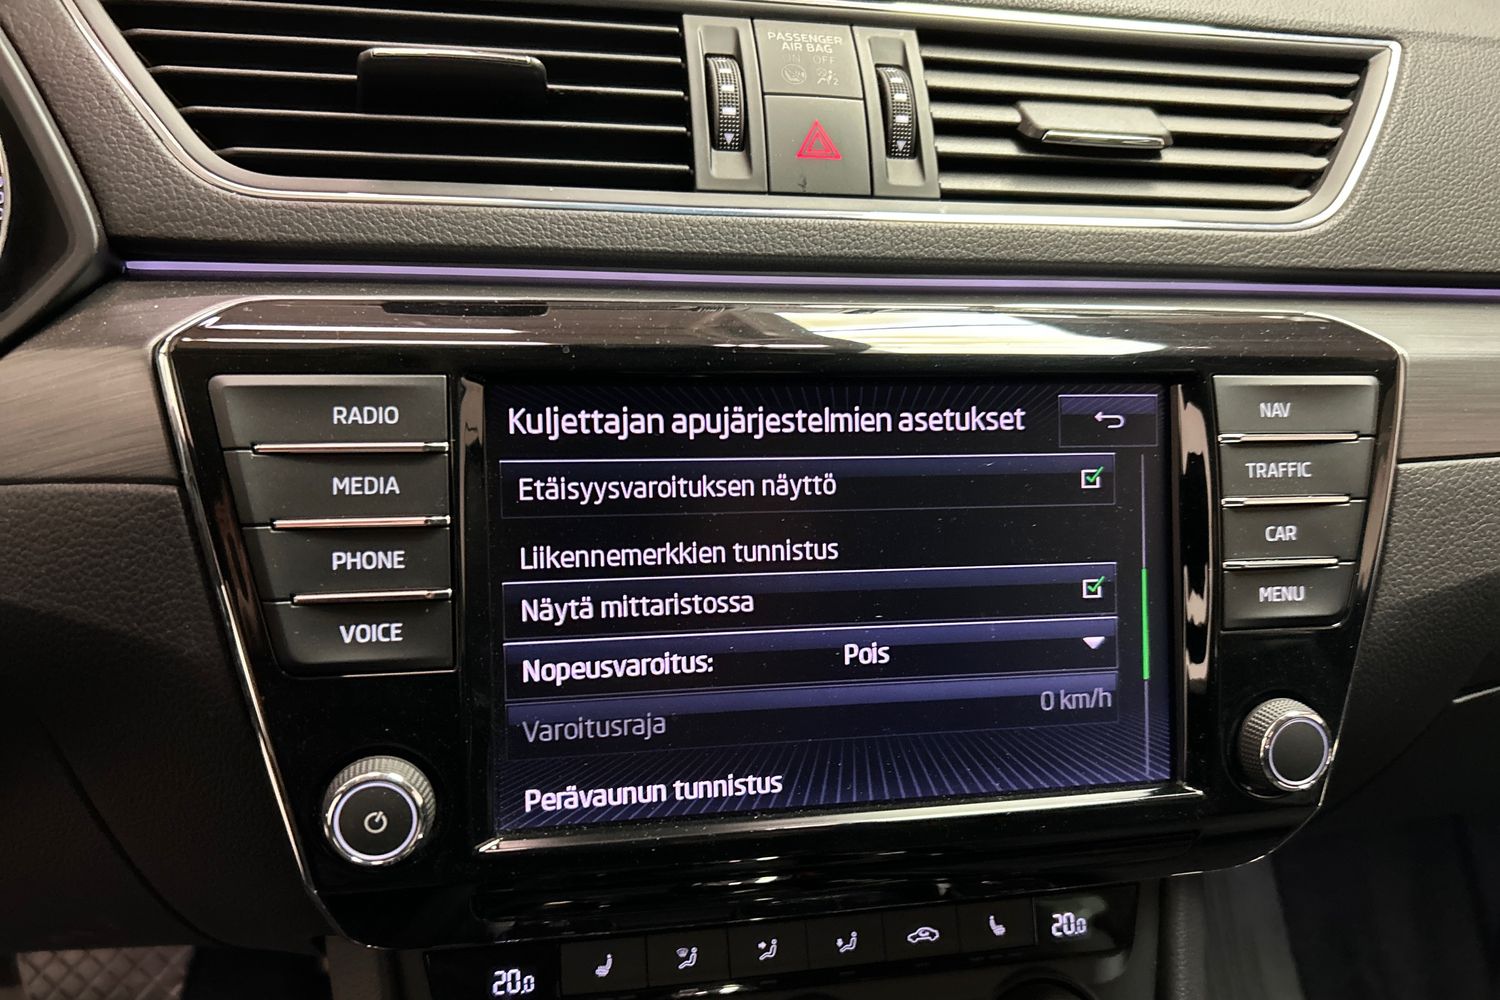 PASSENGER
AIR BAG
ON OFF
RADIO
MEDIA
PHONE
VOICE
Kuljettajan apujärjestelmien asetukset
Etäisyysvaroituksen näyttö
Liikennemerkkien tunnistus
Näytä mittaristossa
Nopeusvaroitus: Pois
Varoitusraja 0 km/h
Perävaunun tunnistus
NAV
TRAFFIC
CAR
MENU
20.0
20.0